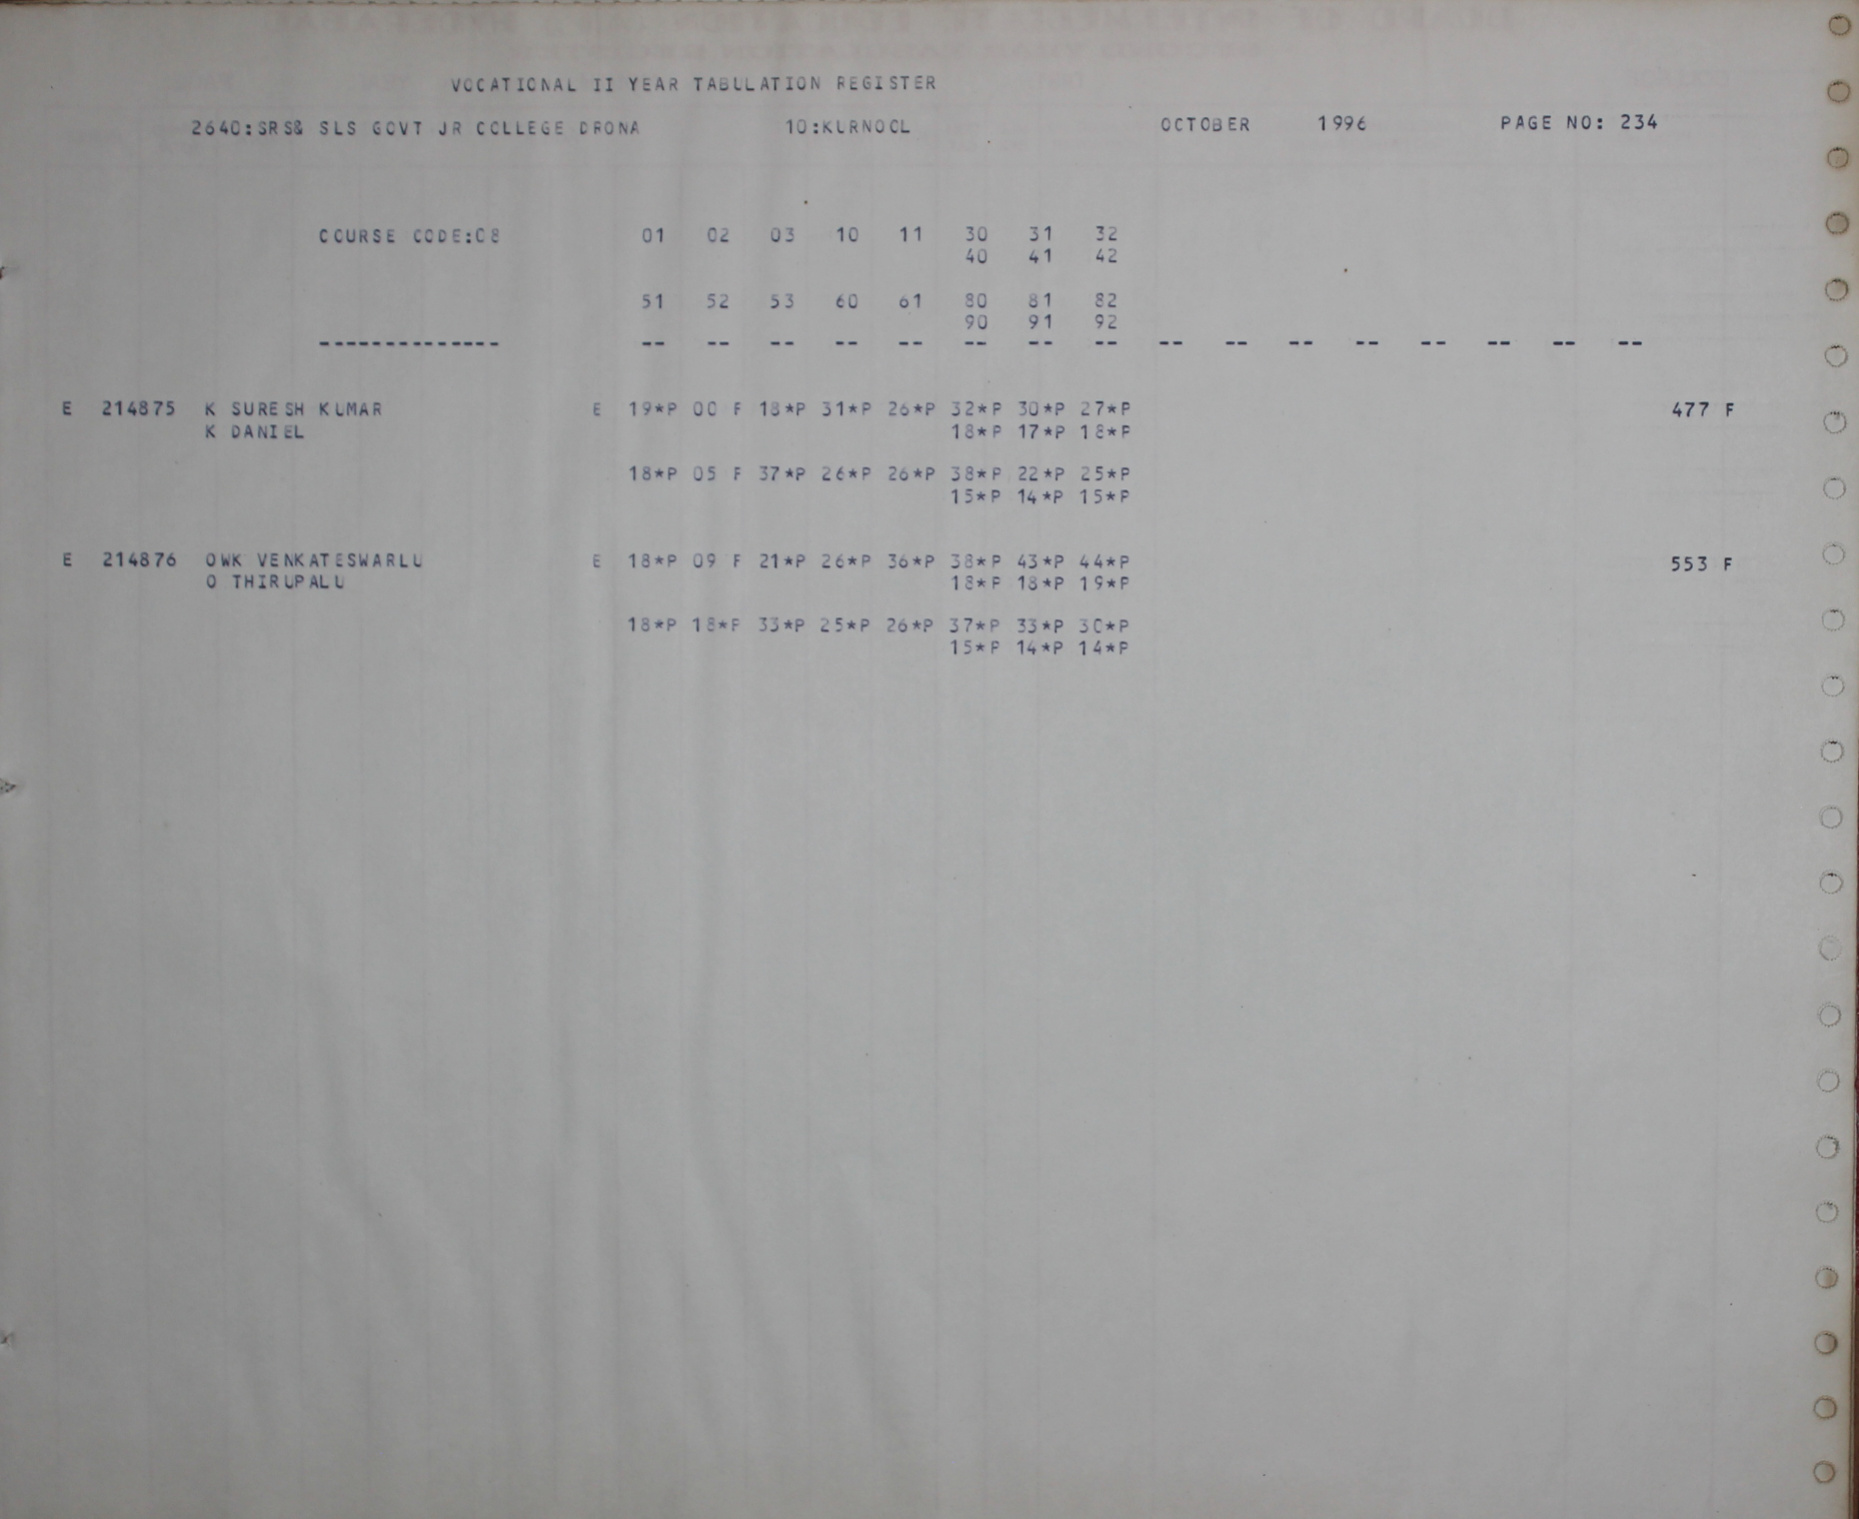 VOCATIONAL II YEAR TABULATION REGISTER
2640:SRS& SLS GOVT JR COLLEGE DRONA 10:KURNOOL OCTOBER 1996 PAGE NO: 234
COURSE CODE:08 01 02 03 10 11 30 31 32
40 41 42
51 52 53 60 61 80 81 82
90 91 92
-------------- -- -- -- -- -- -- -- -- -- -- -- -- -- -- -- --
E 214875 K SURESH KUMAR E 19*P 00 F 18*P 31*P 26*P 32*P 30*P 27*P 477 F
K DANIEL 18*P 17*P 18*P
18*P 05 F 37*P 26*P 26*P 38*P 22*P 25*P
15*P 14*P 15*P
E 214876 OWK VENKATESWARLU E 18*P 09 F 21*P 26*P 36*P 38*P 43*P 44*P 553 F
O THIRUPALU 18*P 18*P 19*P
18*P 18*P 33*P 25*P 26*P 37*P 33*P 30*P
15*P 14*P 14*P